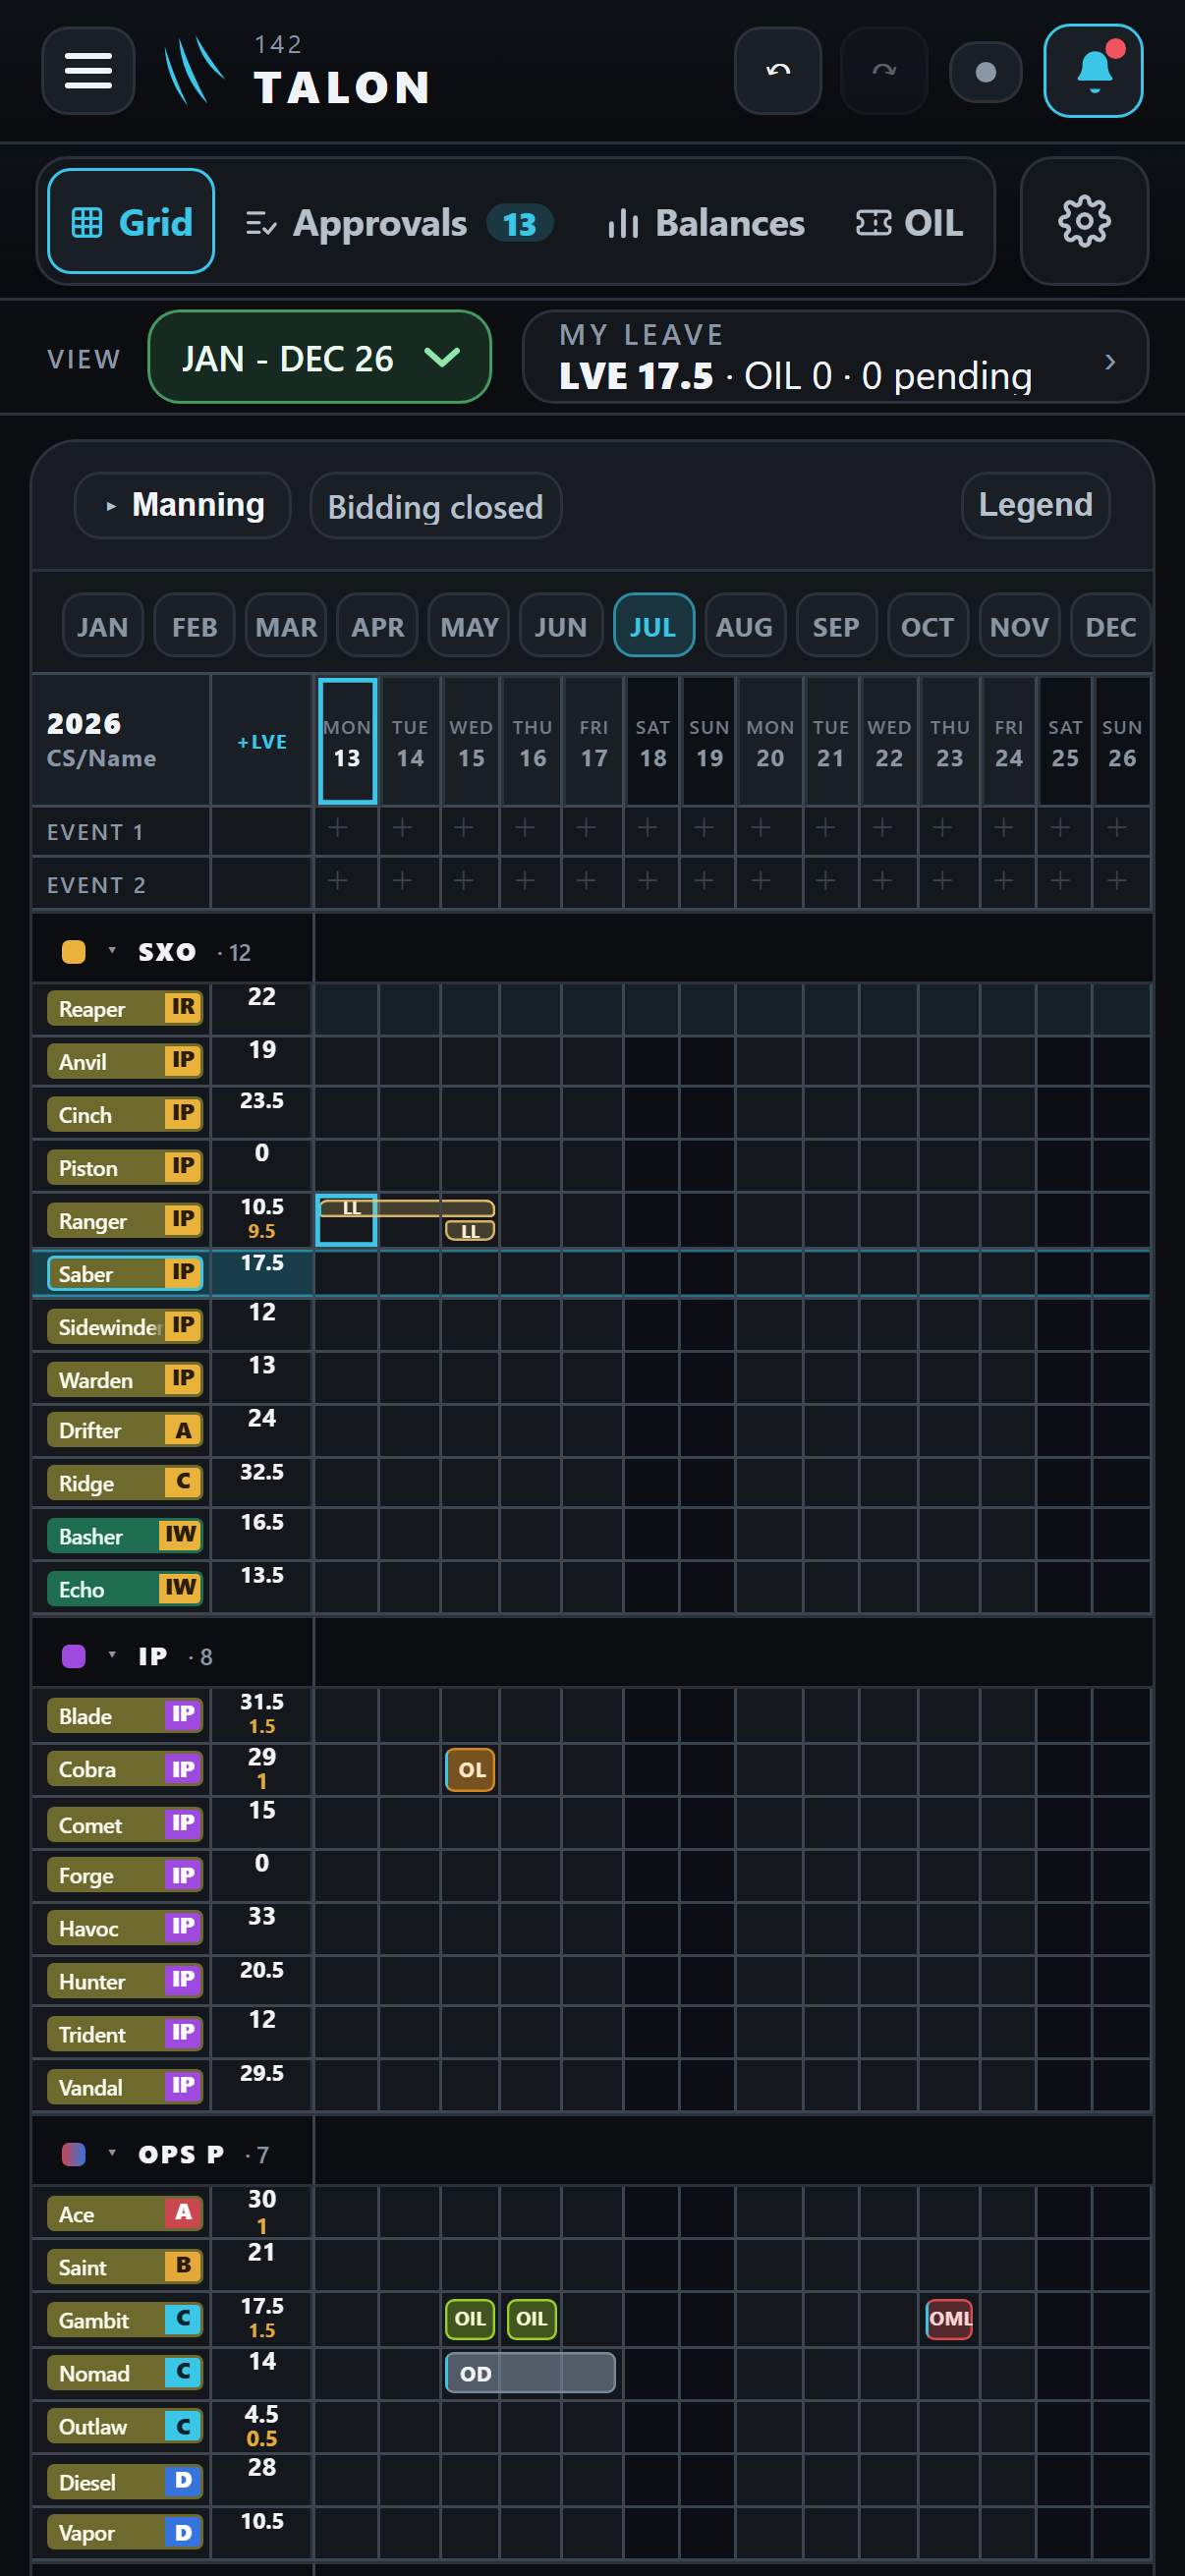 142
TALON
Grid
Approvals 13
Balances
OIL
VIEW
JAN - DEC 26
MY LEAVE
LVE 17.5 · OIL 0 · 0 pending
Manning
Bidding closed
Legend
JAN FEB MAR APR MAY JUN JUL AUG SEP OCT NOV DEC
2026
CS/Name
+LVE
MON TUE WED THU FRI SAT SUN MON TUE WED THU FRI SAT SUN
13 14 15 16 17 18 19 20 21 22 23 24 25 26
EVENT 1 + + + + + + + + + + + + + +
EVENT 2 + + + + + + + + + + + + + +
SXO · 12
Reaper IR 22
Anvil IP 19
Cinch IP 23.5
Piston IP 0
Ranger IP 10.5 LL
9.5 LL
Saber IP 17.5
Sidewinder IP 12
Warden IP 13
Drifter A 24
Ridge C 32.5
Basher IW 16.5
Echo IW 13.5
IP · 8
Blade IP 31.5
1.5
Cobra IP 29 OL
1
Comet IP 15
Forge IP 0
Havoc IP 33
Hunter IP 20.5
Trident IP 12
Vandal IP 29.5
OPS P · 7
Ace A 30
1
Saint B 21
Gambit C 17.5 OIL OIL OML
1.5
Nomad C 14 OD
Outlaw C 4.5
0.5
Diesel D 28
Vapor D 10.5